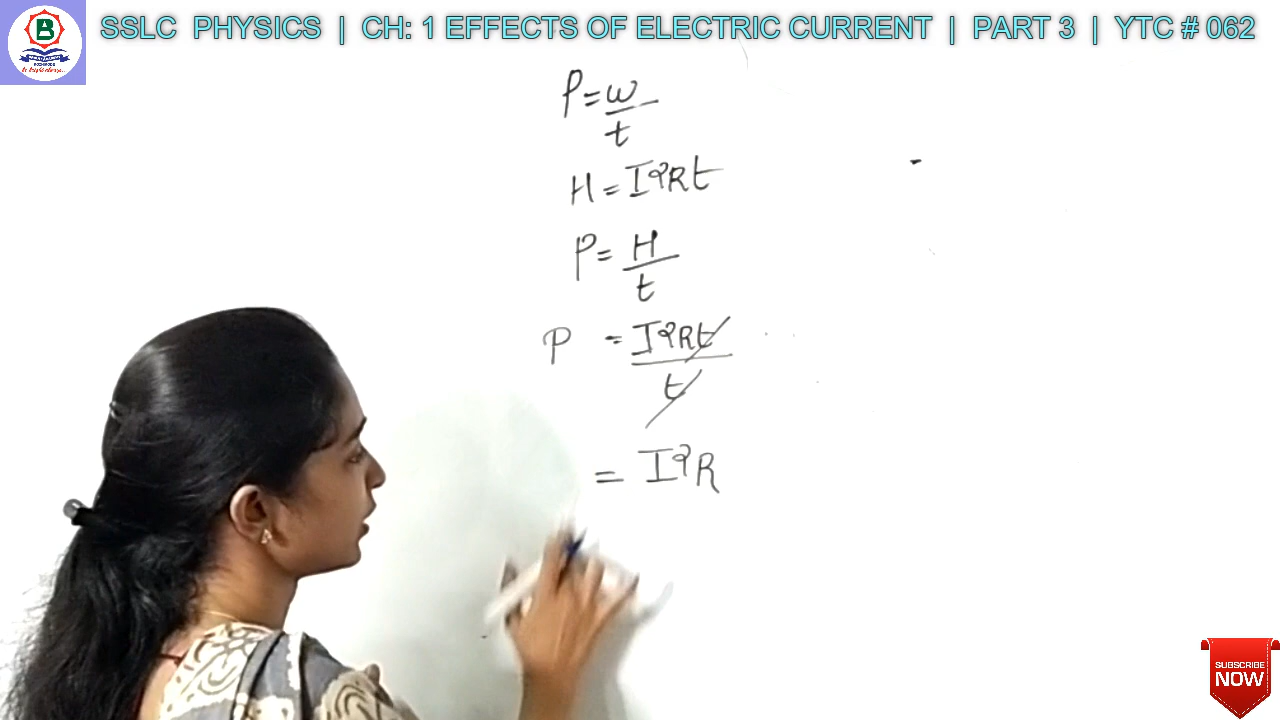 SSLC PHYSICS | CH: 1 EFFECTS OF ELECTRIC CURRENT | PART 3 | YTC # 062
B
P = W
t
H = I²Rt
P = H
t
P = I²Rt
t
= I²R
SUBSCRIBE
NOW